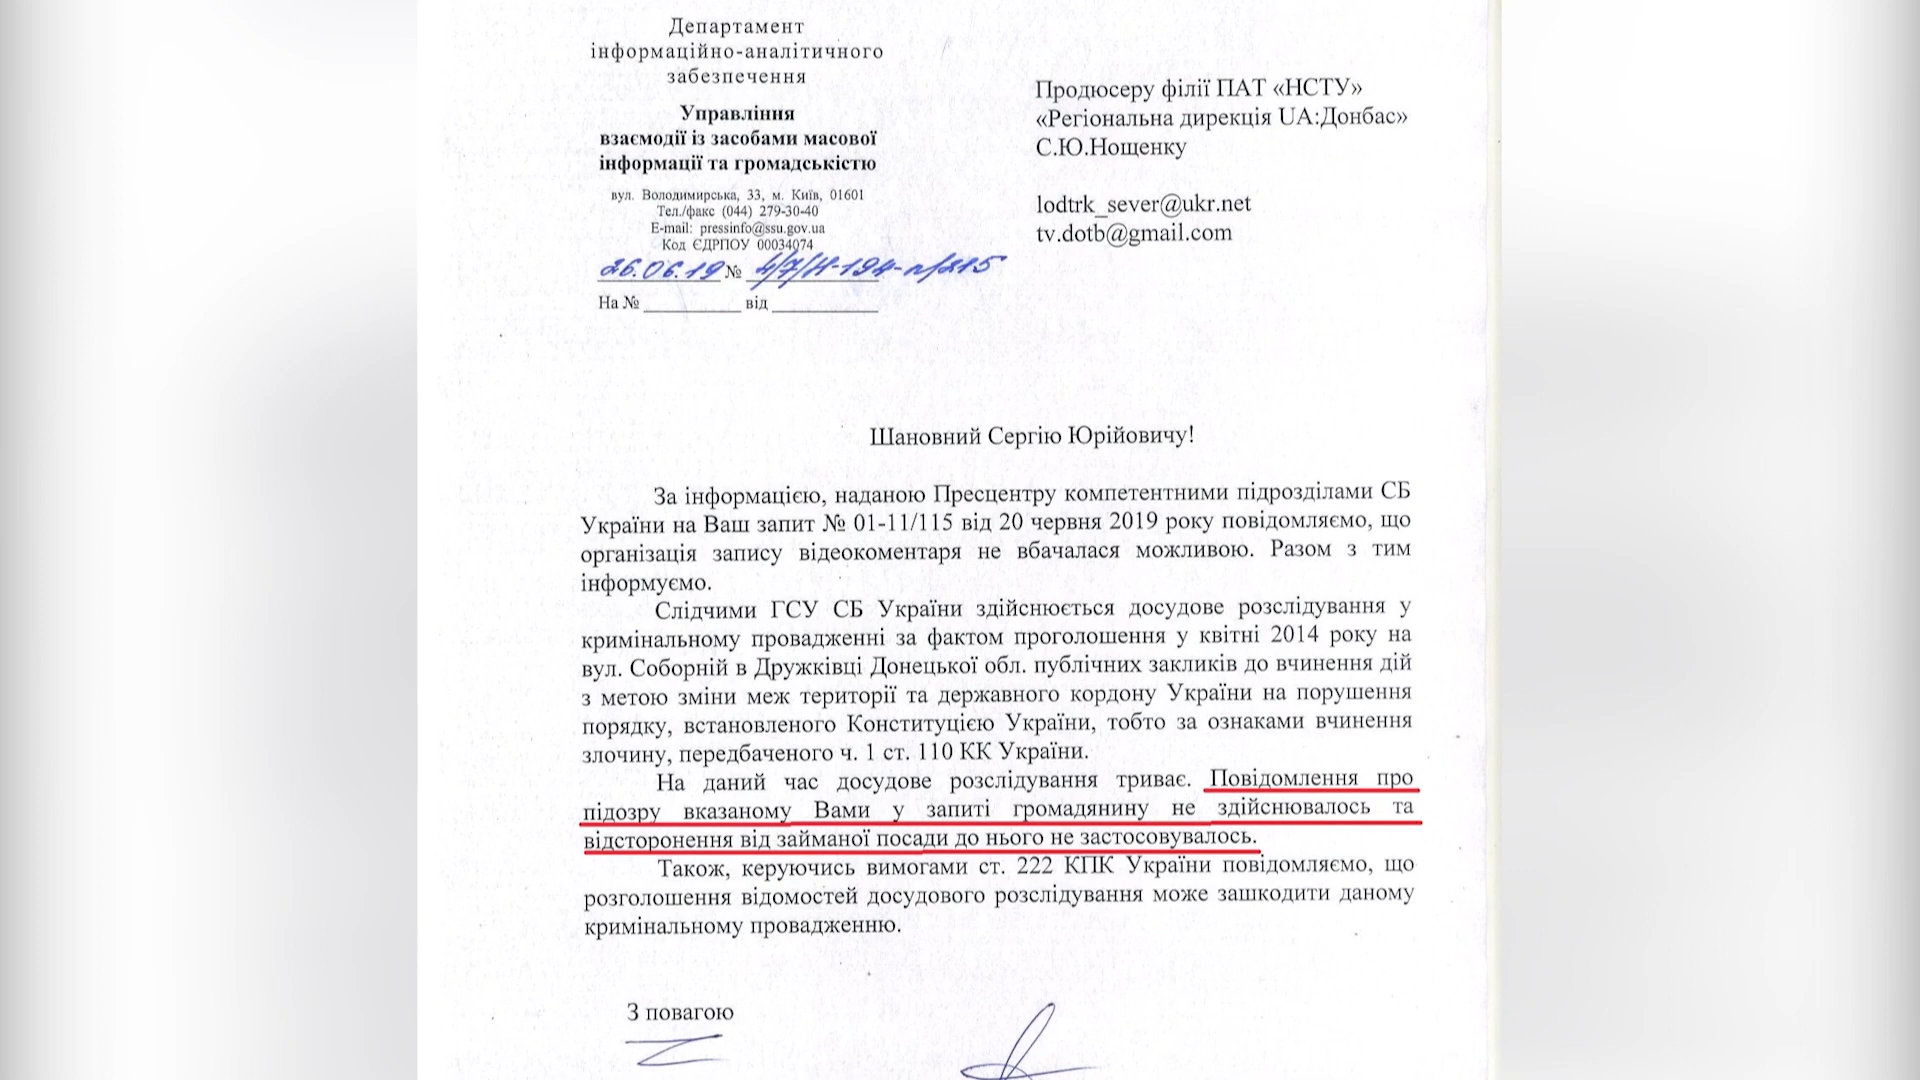 Департамент
інформаційно-аналітичного
забезпечення
Управління
взаємодії із засобами масової
інформації та громадськістю
вул. Володимирська, 33, м. Київ, 01601
Тел./факс (044) 279-30-40
E-mail: pressinfo@ssu.gov.ua
Код ЄДРПОУ 00034074
26.06.19 №
На № від
Продюсеру філії ПАТ «НСТУ»
«Регіональна дирекція UA:Донбас»
С.Ю.Нощенку
lodtrk_sever@ukr.net
tv.dotb@gmail.com
Шановний Сергію Юрійовичу!
За інформацією, наданою Пресцентру компетентними підрозділами СБ
України на Ваш запит № 01-11/115 від 20 червня 2019 року повідомляємо, що
організація запису відеокоментаря не вбачалася можливою. Разом з тим
інформуємо.
Слідчими ГСУ СБ України здійснюється досудове розслідування у
кримінальному провадженні за фактом проголошення у квітні 2014 року на
вул. Соборній в Дружківці Донецької обл. публічних закликів до вчинення дій
з метою зміни меж території та державного кордону України на порушення
порядку, встановленого Конституцією України, тобто за ознаками вчинення
злочину, передбаченого ч. 1 ст. 110 КК України.
На даний час досудове розслідування триває. Повідомлення про
підозру вказаному Вами у запиті громадянину не здійснювалось та
відсторонення від займаної посади до нього не застосовувалось.
Також, керуючись вимогами ст. 222 КПК України повідомляємо, що
розголошення відомостей досудового розслідування може зашкодити даному
кримінальному провадженню.
З повагою